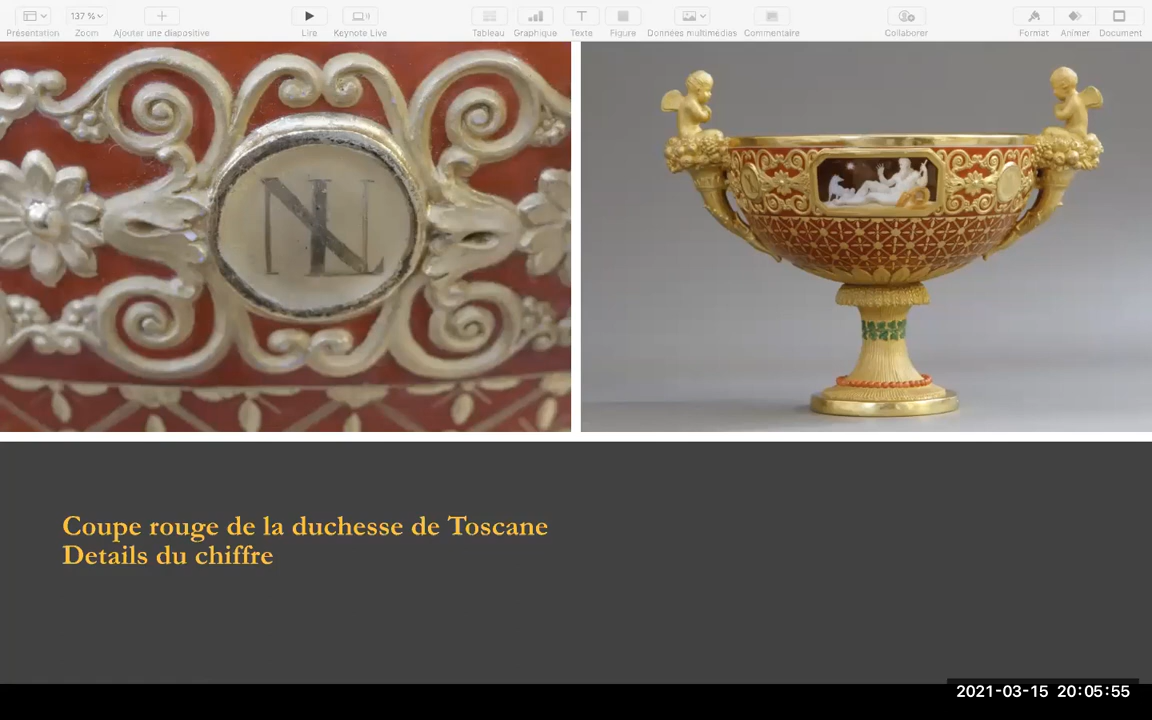 Présentation
137 %
Zoom
Ajouter une diapositive
Lire
Keynote Live
Tableau
Graphique
Texte
Figure
Données multimédias
Commentaire
Collaborer
Format
Animer
Document
NL
Coupe rouge de la duchesse de Toscane
Details du chiffre
2021-03-15 20:05:55